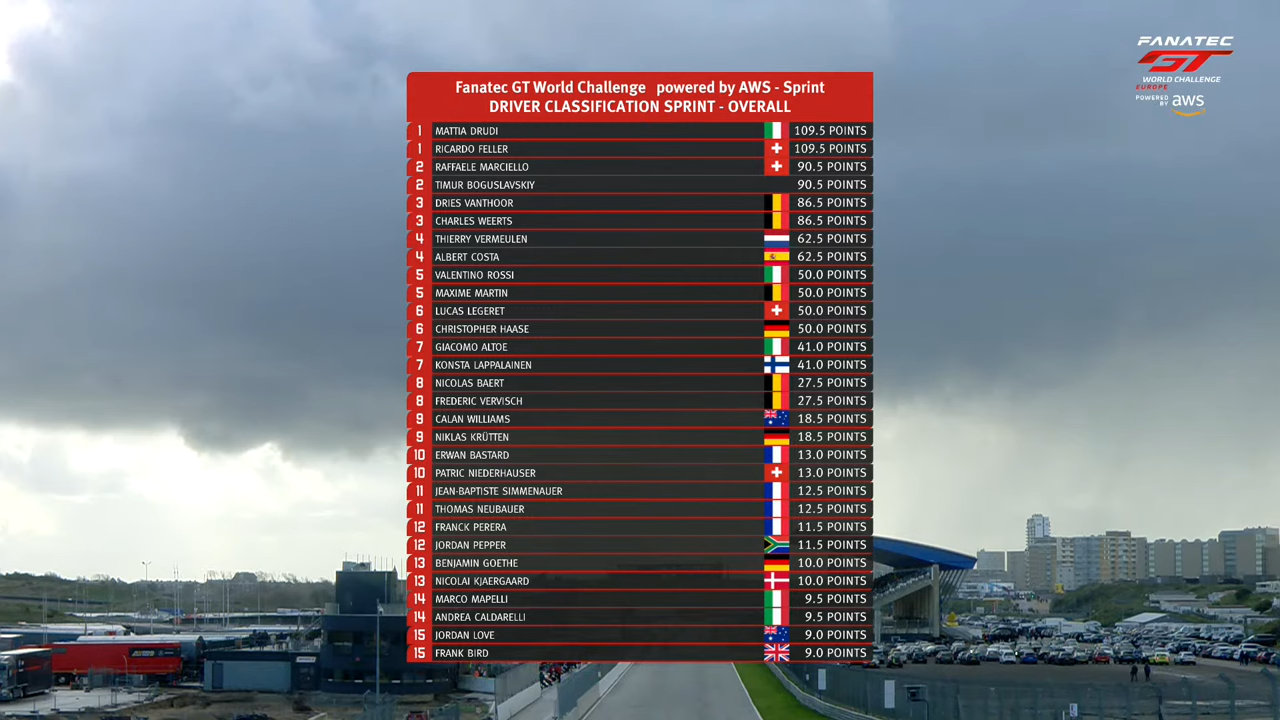 FANATEC
GT
WORLD CHALLENGE
EUROPE
POWERED BY aws
Fanatec GT World Challenge powered by AWS - Sprint
DRIVER CLASSIFICATION SPRINT - OVERALL
1 MATTIA DRUDI 109.5 POINTS
1 RICARDO FELLER 109.5 POINTS
2 RAFFAELE MARCIELLO 90.5 POINTS
2 TIMUR BOGUSLAVSKIY 90.5 POINTS
3 DRIES VANTHOOR 86.5 POINTS
3 CHARLES WEERTS 86.5 POINTS
4 THIERRY VERMEULEN 62.5 POINTS
4 ALBERT COSTA 62.5 POINTS
5 VALENTINO ROSSI 50.0 POINTS
5 MAXIME MARTIN 50.0 POINTS
6 LUCAS LEGERET 50.0 POINTS
6 CHRISTOPHER HAASE 50.0 POINTS
7 GIACOMO ALTOE 41.0 POINTS
7 KONSTA LAPPALAINEN 41.0 POINTS
8 NICOLAS BAERT 27.5 POINTS
8 FREDERIC VERVISCH 27.5 POINTS
9 CALAN WILLIAMS 18.5 POINTS
9 NIKLAS KRÜTTEN 18.5 POINTS
10 ERWAN BASTARD 13.0 POINTS
10 PATRIC NIEDERHAUSER 13.0 POINTS
11 JEAN-BAPTISTE SIMMENAUER 12.5 POINTS
11 THOMAS NEUBAUER 12.5 POINTS
12 FRANCK PERERA 11.5 POINTS
12 JORDAN PEPPER 11.5 POINTS
13 BENJAMIN GOETHE 10.0 POINTS
13 NICOLAI KJAERGAARD 10.0 POINTS
14 MARCO MAPELLI 9.5 POINTS
14 ANDREA CALDARELLI 9.5 POINTS
15 JORDAN LOVE 9.0 POINTS
15 FRANK BIRD 9.0 POINTS